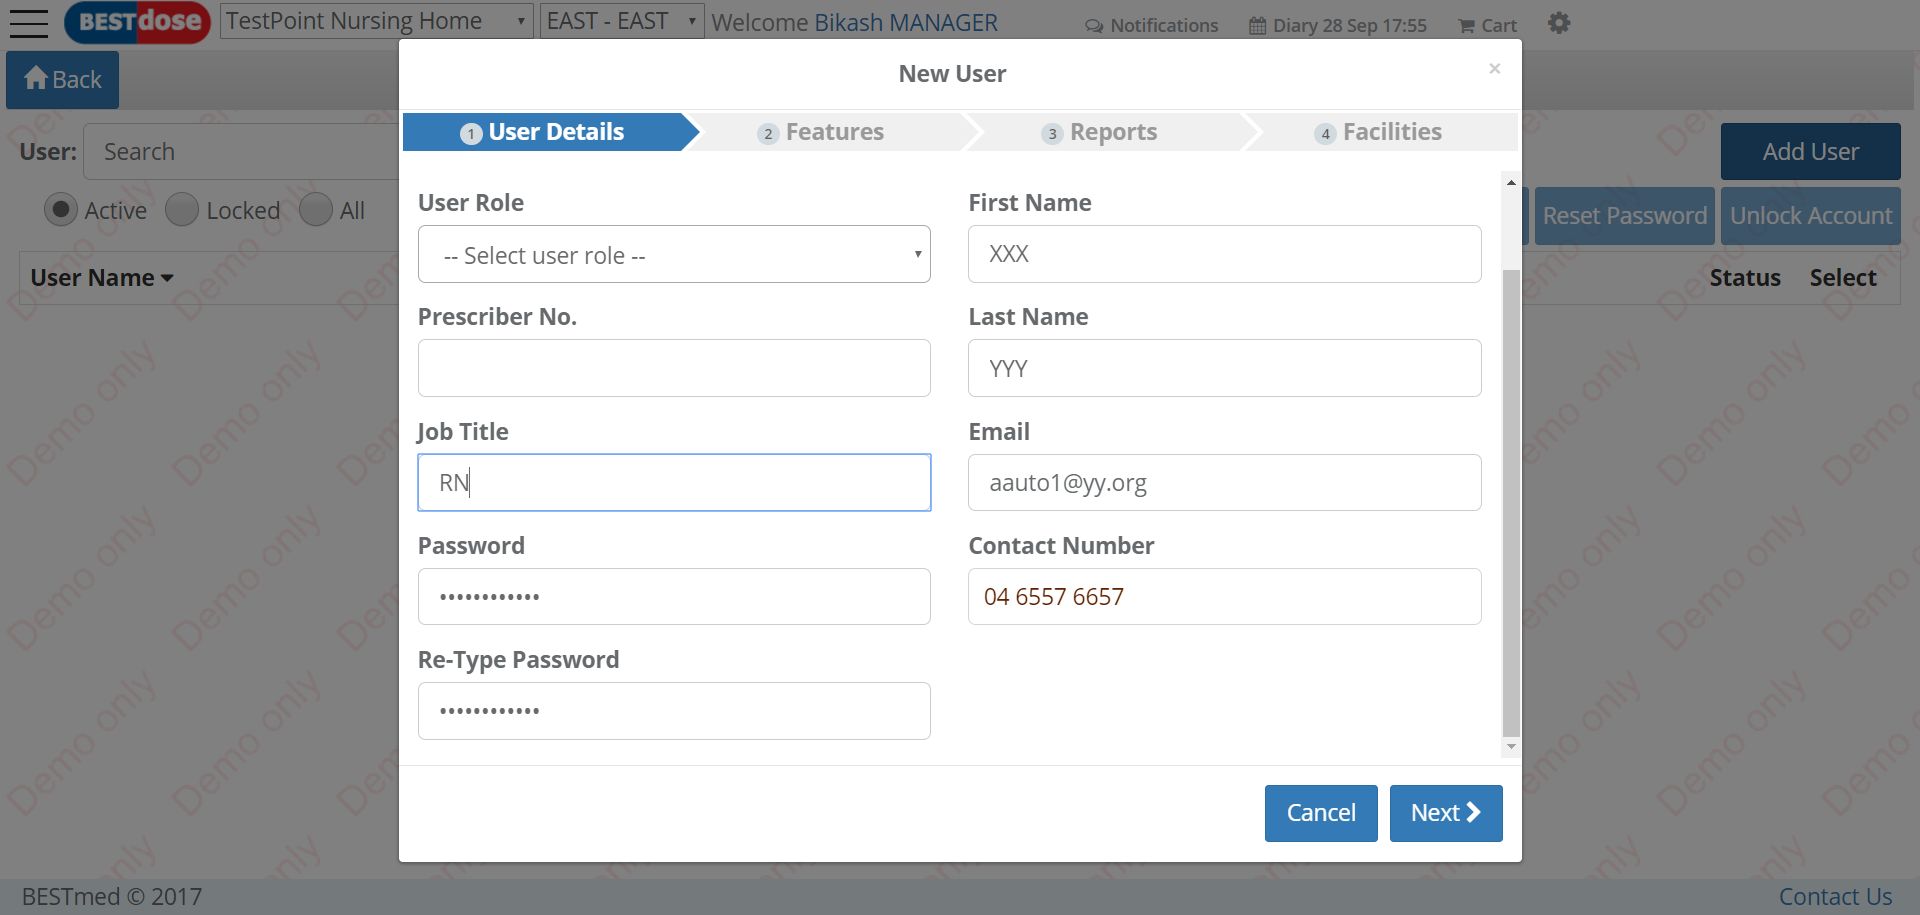 BESTdose TestPoint Nursing Home EAST - EAST Welcome Bikash MANAGER Notifications Diary 28 Sep 17:55 Cart
Back
New User ×
1 User Details 2 Features 3 Reports 4 Facilities
User: Search Add User
Active Locked All Reset Password Unlock Account
User Name Status Select
User Role First Name
-- Select user role -- XXX
Prescriber No. Last Name
YYY
Job Title Email
RN aauto1@yy.org
Password Contact Number
•••••••••••• 04 6557 6657
Re-Type Password
••••••••••••
Cancel Next
Demo only
BESTmed © 2017 Contact Us